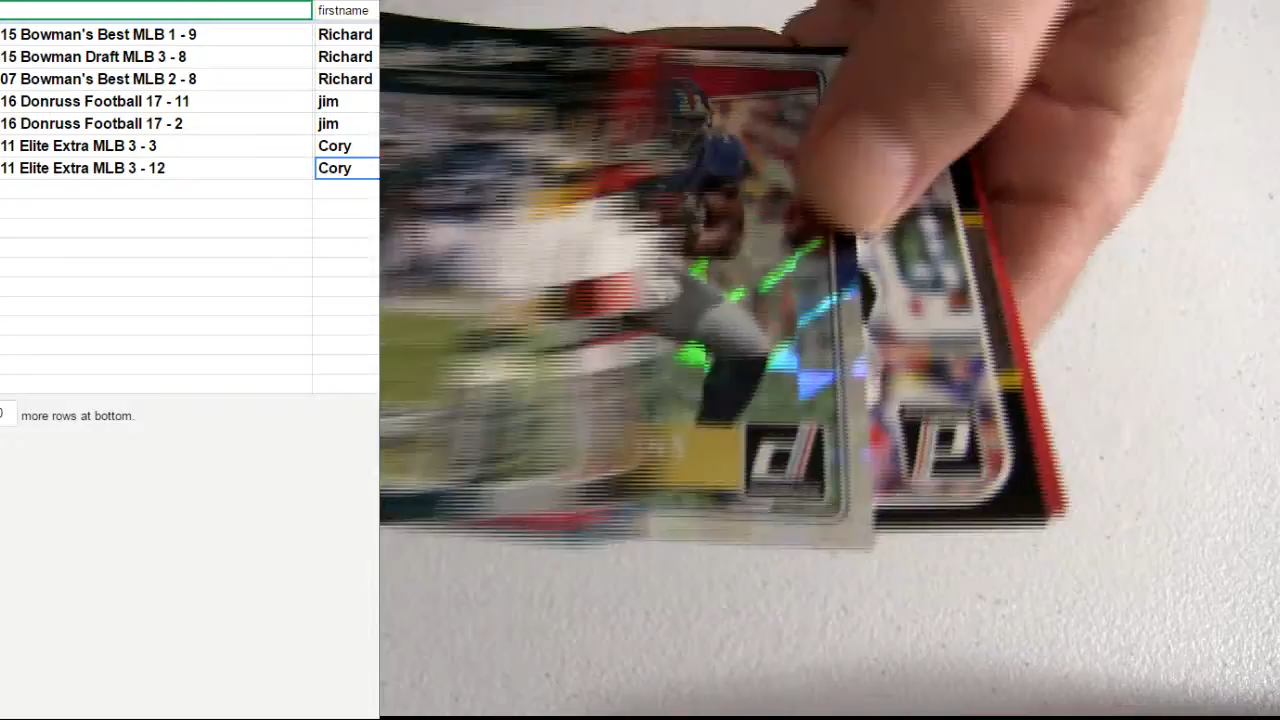 firstname
15 Bowman's Best MLB 1 - 9 Richard
15 Bowman Draft MLB 3 - 8 Richard
07 Bowman's Best MLB 2 - 8 Richard
16 Donruss Football 17 - 11 jim
16 Donruss Football 17 - 2 jim
11 Elite Extra MLB 3 - 3 Cory
11 Elite Extra MLB 3 - 12 Cory
0 more rows at bottom.